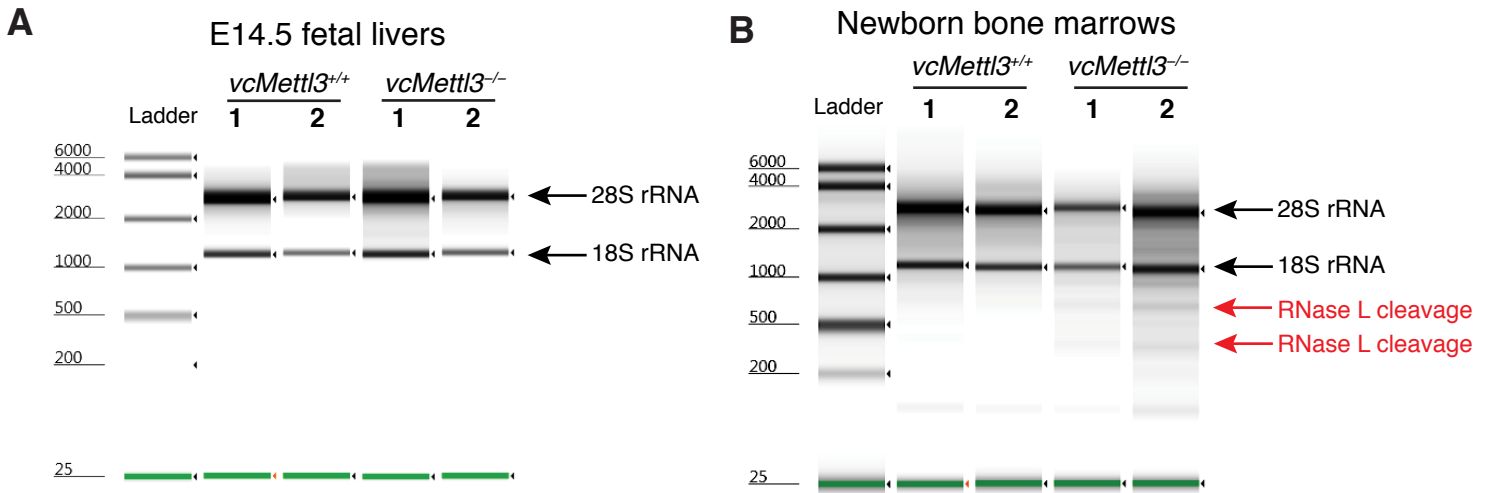 A
E14.5 fetal livers
vcMettl3+/+ vcMettl3–/–
Ladder 1 2 1 2
6000
4000
2000
1000
500
200
25
28S rRNA
18S rRNA
B
Newborn bone marrows
vcMettl3+/+ vcMettl3–/–
Ladder 1 2 1 2
6000
4000
2000
1000
500
200
25
28S rRNA
18S rRNA
RNase L cleavage
RNase L cleavage